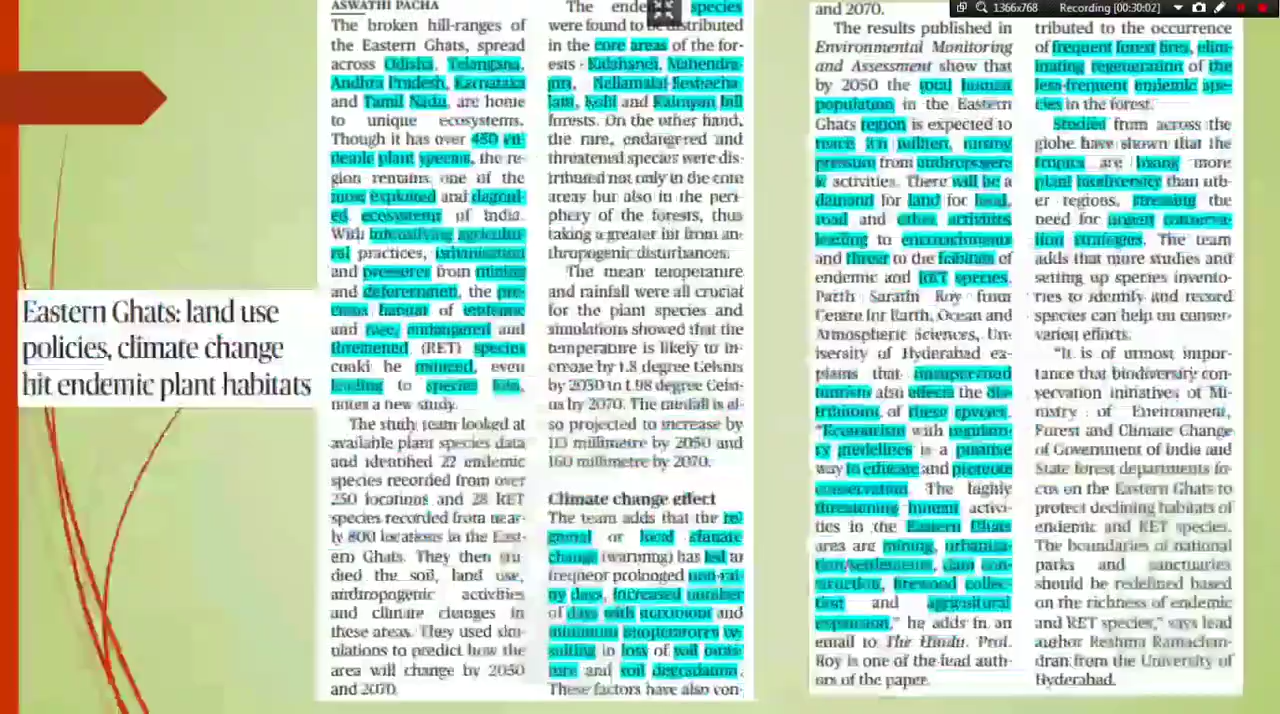 1366x768
Recording [00:30:02]
Eastern Ghats: land use
policies, climate change
hit endemic plant habitats
ASWATHI PACHA
The broken hill-ranges of
the Eastern Ghats, spread
across Odisha, Telangana,
Andhra Pradesh, Karnataka
and Tamil Nadu, are home
to unique ecosystems.
Though it has over 450 en-
demic plant species, the re-
gion remains one of the
most exploited and degrad-
ed ecosystems of India.
With intensifying agricultu-
ral practices, urbanisation
and pressures from mining
and deforestation, the pre-
cious habitat of endemic
and rare, endangered and
threatened (RET) species
could be reduced, even
leading to species loss,
notes a new study.
The study team looked at
available plant species data
and identified 22 endemic
species recorded from over
250 locations and 28 RET
species recorded from near-
ly 800 locations in the East-
ern Ghats. They then stu-
died the soil, land use,
anthropogenic activities
and climate changes in
these areas. They used sim-
ulations to predict how the
area will change by 2050
and 2070.
The endemic species
were found to be distributed
in the core areas of the for-
ests - Kalahandi, Mahendra-
giri, Nallamalai-Seshacha-
lam, Kolli and Kalrayan hill
forests. On the other hand,
the rare, endangered and
threatened species were dis-
tributed not only in the core
areas but also in the peri-
phery of the forests, thus
taking a greater hit from an-
thropogenic disturbances.
The mean temperature
and rainfall were all crucial
for the plant species and
simulations showed that the
temperature is likely to in-
crease by 1.8 degree Celsius
by 2050 to 1.98 degree Celsi-
us by 2070. The rainfall is al-
so projected to increase by
113 millimetre by 2050 and
160 millimetre by 2070.
Climate change effect
The team adds that the re-
gional or local climate
change (warming) has led to
frequent prolonged non-rai-
ny days, increased number
of days with maximum and
minimum temperatures re-
sulting in loss of soil mois-
ture and soil degradation.
These factors have also con-
and 2070.
The results published in
Environmental Monitoring
and Assessment show that
by 2050 the total human
population in the Eastern
Ghats region is expected to
reach 2.6 million, raising
pressure from anthropogen-
ic activities. There will be a
demand for land for food,
road and other activities
leading to encroachments
and threat to the habitats of
endemic and RET species.
Parth Sarathi Roy from
Centre for Earth, Ocean and
Atmospheric Sciences, Un-
iversity of Hyderabad ex-
plains that unsupervised
tourism also affects the dis-
tribution of these species.
"Ecotourism with regulato-
ry guidelines is a positive
way to educate and promote
conservation. The highly
threatening human activi-
ties in the Eastern Ghats
area are mining, urbanisa-
tion/settlements, dam con-
struction, firewood collec-
tion and agricultural
expansion," he adds in an
email to The Hindu. Prof.
Roy is one of the lead auth-
ors of the paper.
tributed to the occurrence
of frequent forest fires, elim-
inating regeneration of the
less-frequent endemic spe-
cies in the forest.
Studies from across the
globe have shown that the
tropics are losing more
plant biodiversity than oth-
er regions, stressing the
need for urgent conserva-
tion strategies. The team
adds that more studies and
setting up species invento-
ries to identify and record
species can help on conser-
vation efforts.
"It is of utmost impor-
tance that biodiversity con-
servation initiatives of Mi-
nistry of Environment,
Forest and Climate Change
of Government of India and
State forest departments fo-
cus on the Eastern Ghats to
protect declining habitats of
endemic and RET species.
The boundaries of national
parks and sanctuaries
should be redefined based
on the richness of endemic
and RET species," says lead
author Reshma Ramachan-
dran from the University of
Hyderabad.